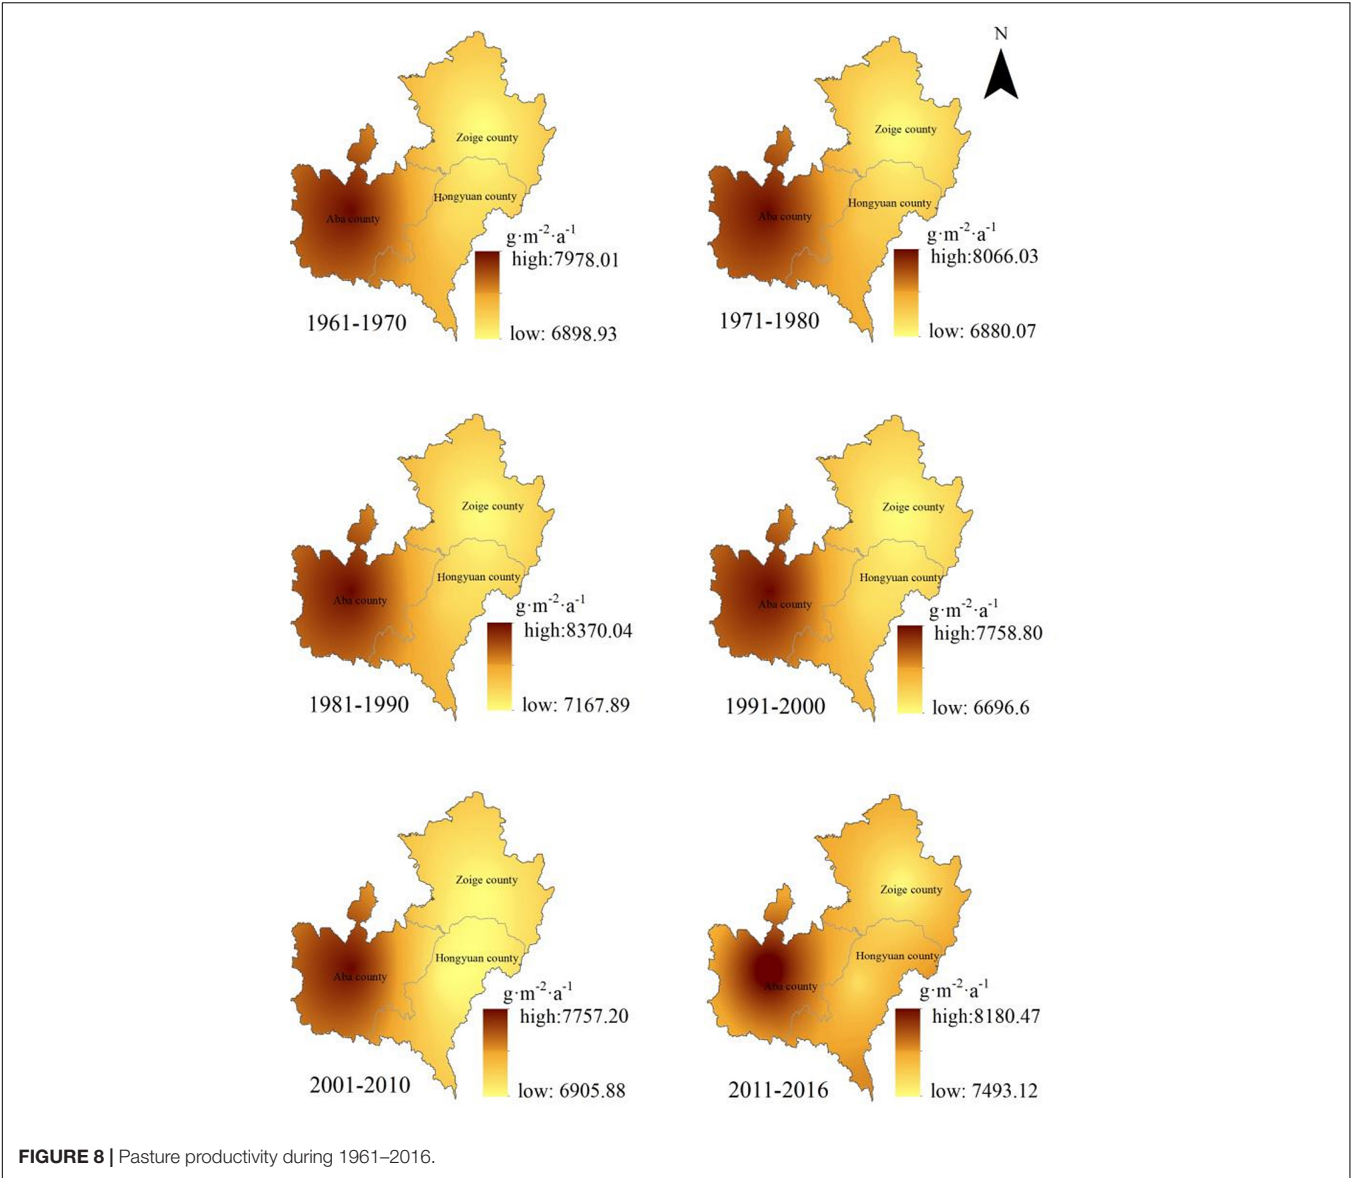 N
Zoige county
Hongyuan county
Aba county
g·m⁻²·a⁻¹
high:7978.01
low: 6898.93
1961-1970
Zoige county
Hongyuan county
Aba county
g·m⁻²·a⁻¹
high:8066.03
low: 6880.07
1971-1980
Zoige county
Hongyuan county
Aba county
g·m⁻²·a⁻¹
high:8370.04
low: 7167.89
1981-1990
Zoige county
Hongyuan county
Aba county
g·m⁻²·a⁻¹
high:7758.80
low: 6696.6
1991-2000
Zoige county
Hongyuan county
Aba county
g·m⁻²·a⁻¹
high:7757.20
low: 6905.88
2001-2010
Zoige county
Hongyuan county
Aba county
g·m⁻²·a⁻¹
high:8180.47
low: 7493.12
2011-2016
FIGURE 8 | Pasture productivity during 1961–2016.